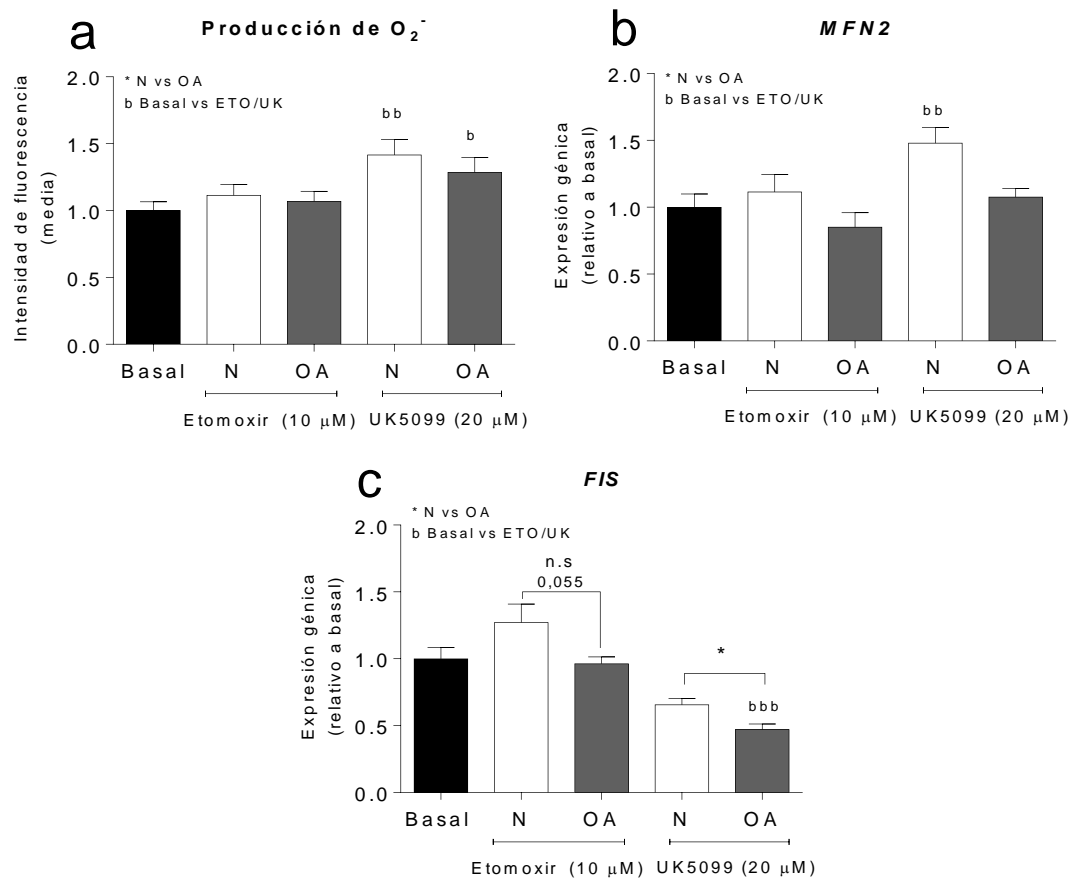 a
Producción de O2-
* N vs OA
b Basal vs ETO/UK
Intensidad de fluorescencia
(media)
2.0
1.5
1.0
0.5
0.0
bb
b
Basal
N
OA
N
OA
Etomoxir (10 μM)
UK5099 (20 μM)
b
MFN2
* N vs OA
b Basal vs ETO/UK
Expresión génica
(relativo a basal)
2.0
1.5
1.0
0.5
0.0
bb
Basal
N
OA
N
OA
Etomoxir (10 μM)
UK5099 (20 μM)
c
FIS
* N vs OA
b Basal vs ETO/UK
Expresión génica
(relativo a basal)
2.0
1.5
1.0
0.5
0.0
n.s
0,055
*
bbb
Basal
N
OA
N
OA
Etomoxir (10 μM)
UK5099 (20 μM)